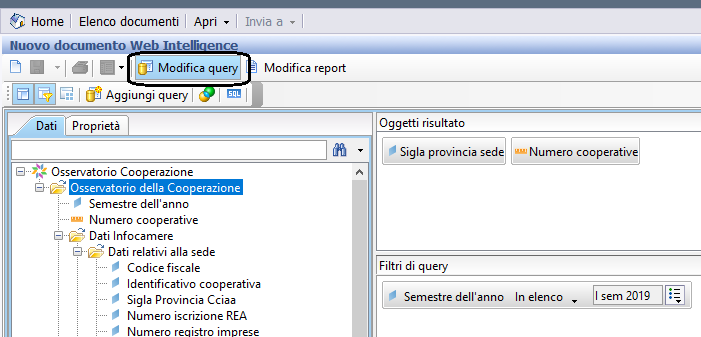 Home Elenco documenti Apri Invia a
Nuovo documento Web Intelligence
Modifica query Modifica report
Aggiungi query SQL
Dati Proprietà
Osservatorio Cooperazione
Osservatorio della Cooperazione
Semestre dell'anno
Numero cooperative
Dati Infocamere
Dati relativi alla sede
Codice fiscale
Identificativo cooperativa
Sigla Provincia Cciaa
Numero iscrizione REA
Numero registro imprese
Oggetti risultato
Sigla provincia sede Numero cooperative
Filtri di query
Semestre dell'anno In elenco I sem 2019